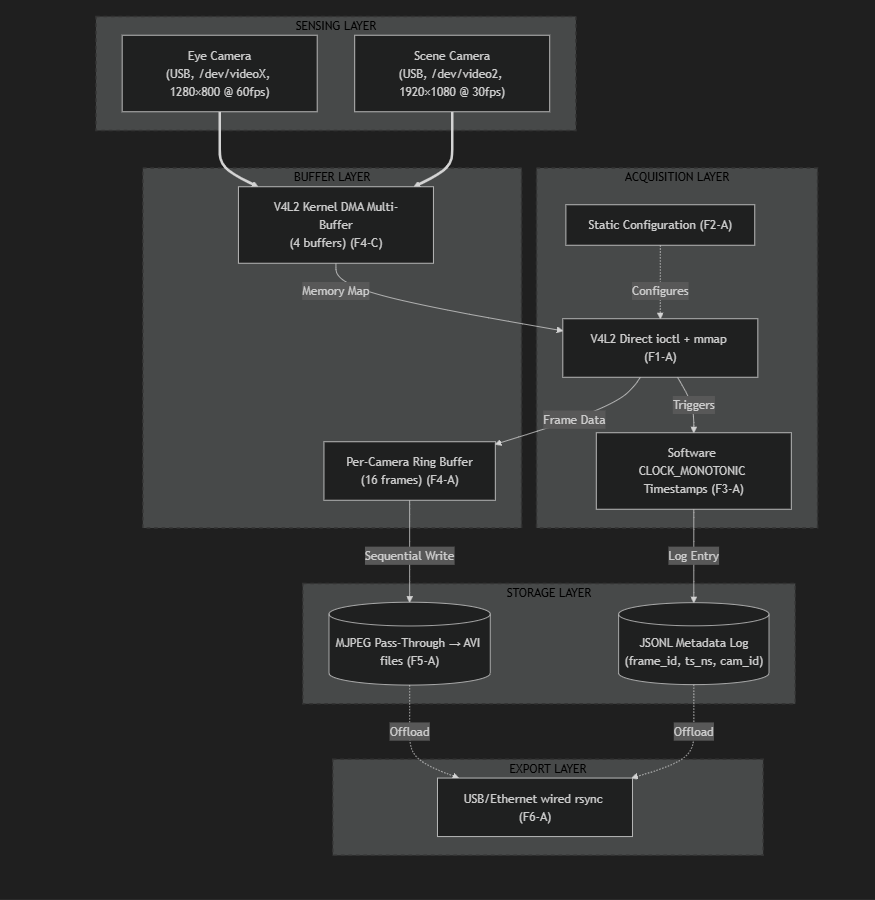 SENSING LAYER
Eye Camera
(USB, /dev/videoX,
1280×800 @ 60fps)
Scene Camera
(USB, /dev/video2,
1920×1080 @ 30fps)
BUFFER LAYER
V4L2 Kernel DMA Multi-
Buffer
(4 buffers) (F4-C)
Memory Map
ACQUISITION LAYER
Static Configuration (F2-A)
Configures
V4L2 Direct ioctl + mmap
(F1-A)
Frame Data
Triggers
Per-Camera Ring Buffer
(16 frames) (F4-A)
Software
CLOCK_MONOTONIC
Timestamps (F3-A)
Sequential Write
Log Entry
STORAGE LAYER
MJPEG Pass-Through → AVI
files (F5-A)
JSONL Metadata Log
(frame_id, ts_ns, cam_id)
Offload
Offload
EXPORT LAYER
USB/Ethernet wired rsync
(F6-A)